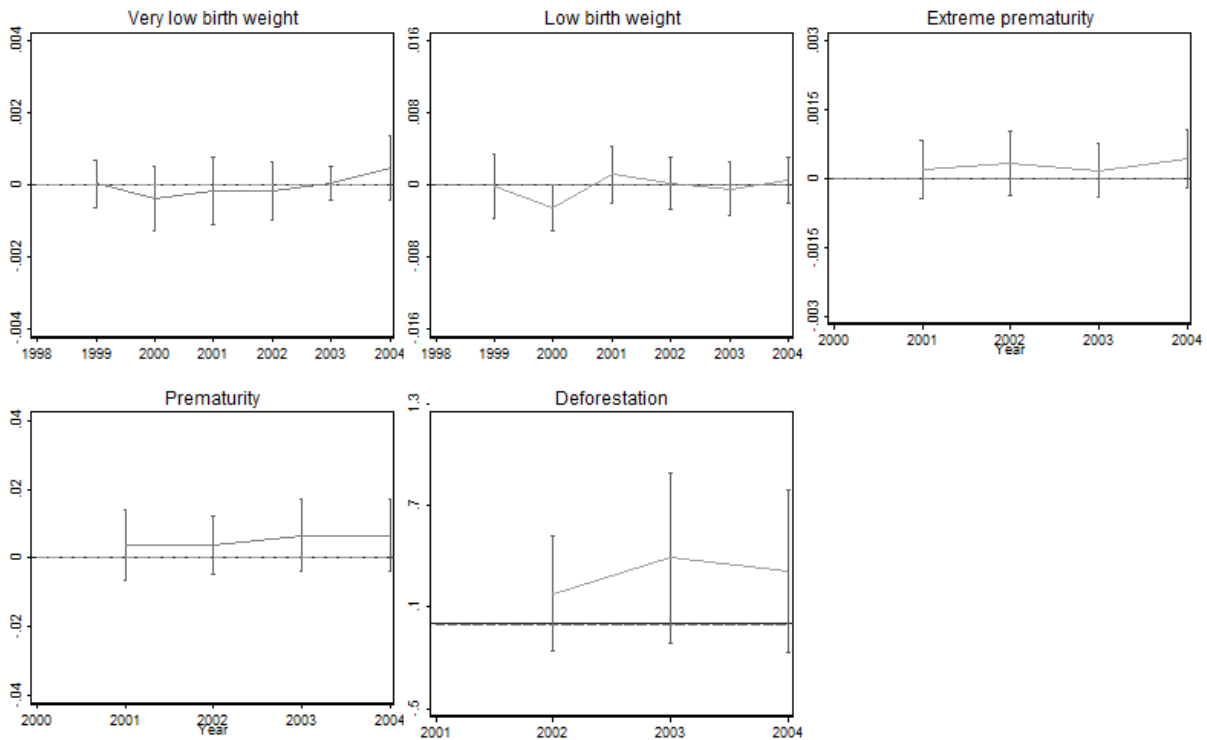 Very low birth weight
.004
.002
0
-.002
-.004
1998 1999 2000 2001 2002 2003 2004
Low birth weight
.016
.008
0
-.008
-.016
1998 1999 2000 2001 2002 2003 2004
Extreme prematurity
.003
.0015
0
-.0015
-.003
2000 2001 2002 2003 2004
Year
Prematurity
.04
.02
0
-.02
-.04
2000 2001 2002 2003 2004
Year
Deforestation
1.3
.7
.1
-.5
2001 2002 2003 2004